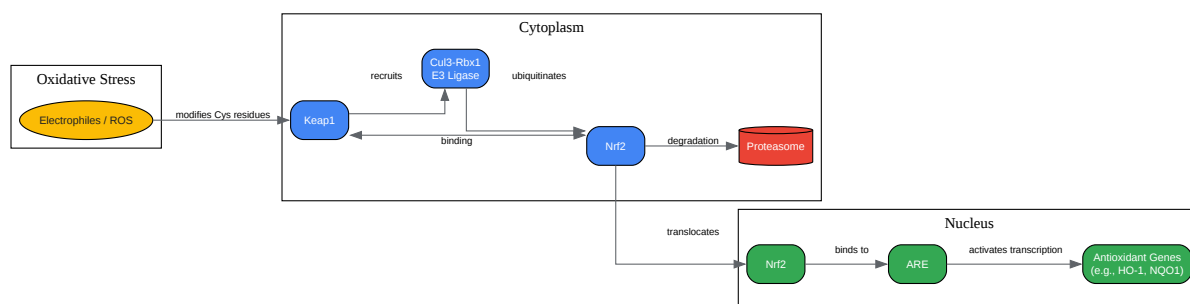 Cytoplasm
Oxidative Stress
Electrophiles / ROS
modifies Cys residues
Keap1
recruits
Cul3-Rbx1
E3 Ligase
ubiquitinates
binding
Nrf2
degradation
Proteasome
translocates
Nucleus
Nrf2
binds to
ARE
activates transcription
Antioxidant Genes
(e.g., HO-1, NQO1)